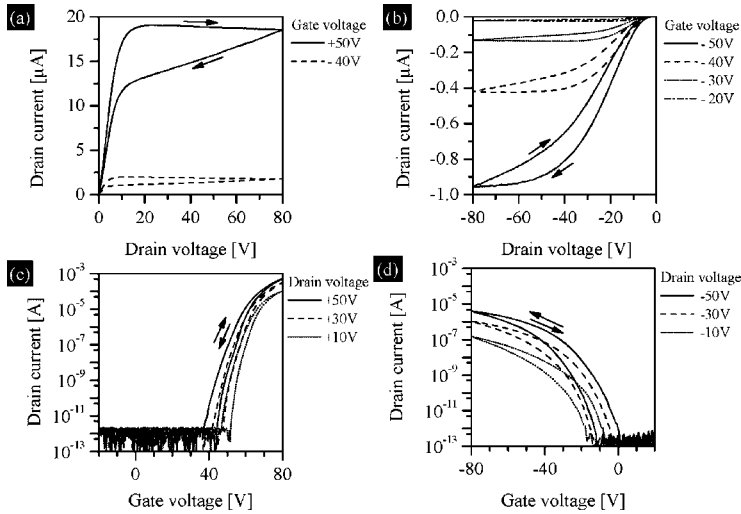 (a)
20
15
10
5
0
0 20 40 60 80
Drain current [µA]
Drain voltage [V]
Gate voltage
+50V
- 40V
(b)
0.0
-0.2
-0.4
-0.6
-0.8
-1.0
-80 -60 -40 -20 0
Drain current [µA]
Drain voltage [V]
Gate voltage
- 50V
- 40V
- 30V
- 20V
(c)
10-3
10-5
10-7
10-9
10-11
10-13
0 40 80
Drain current [A]
Gate voltage [V]
Drain voltage
+50V
+30V
+10V
(d)
10-3
10-5
10-7
10-9
10-11
10-13
-80 -40 0
Drain current [A]
Gate voltage [V]
Drain voltage
-50V
-30V
-10V